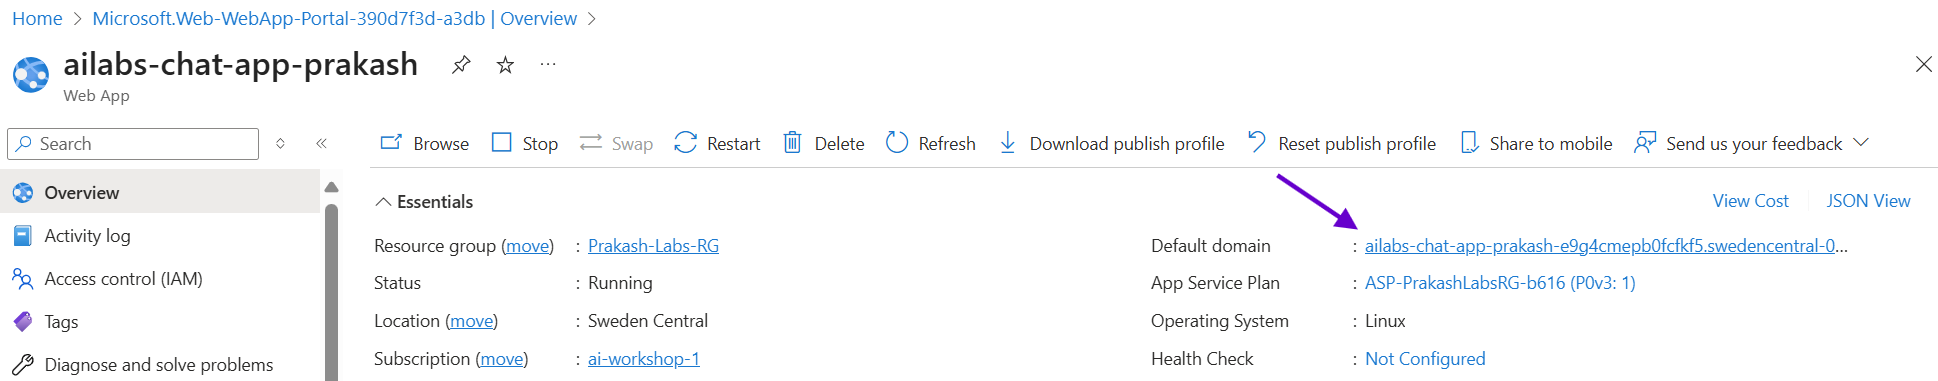 Home > Microsoft.Web-WebApp-Portal-390d7f3d-a3db | Overview >
ailabs-chat-app-prakash ...
Web App
Search
Browse Stop Swap Restart Delete Refresh Download publish profile Reset publish profile Share to mobile Send us your feedback
Overview
Activity log
Access control (IAM)
Tags
Diagnose and solve problems
Essentials View Cost JSON View
Resource group (move) : Prakash-Labs-RG
Status : Running
Location (move) : Sweden Central
Subscription (move) : ai-workshop-1
Default domain : ailabs-chat-app-prakash-e9g4cmepb0fcfkf5.swedencentral-0...
App Service Plan : ASP-PrakashLabsRG-b616 (P0v3: 1)
Operating System : Linux
Health Check : Not Configured